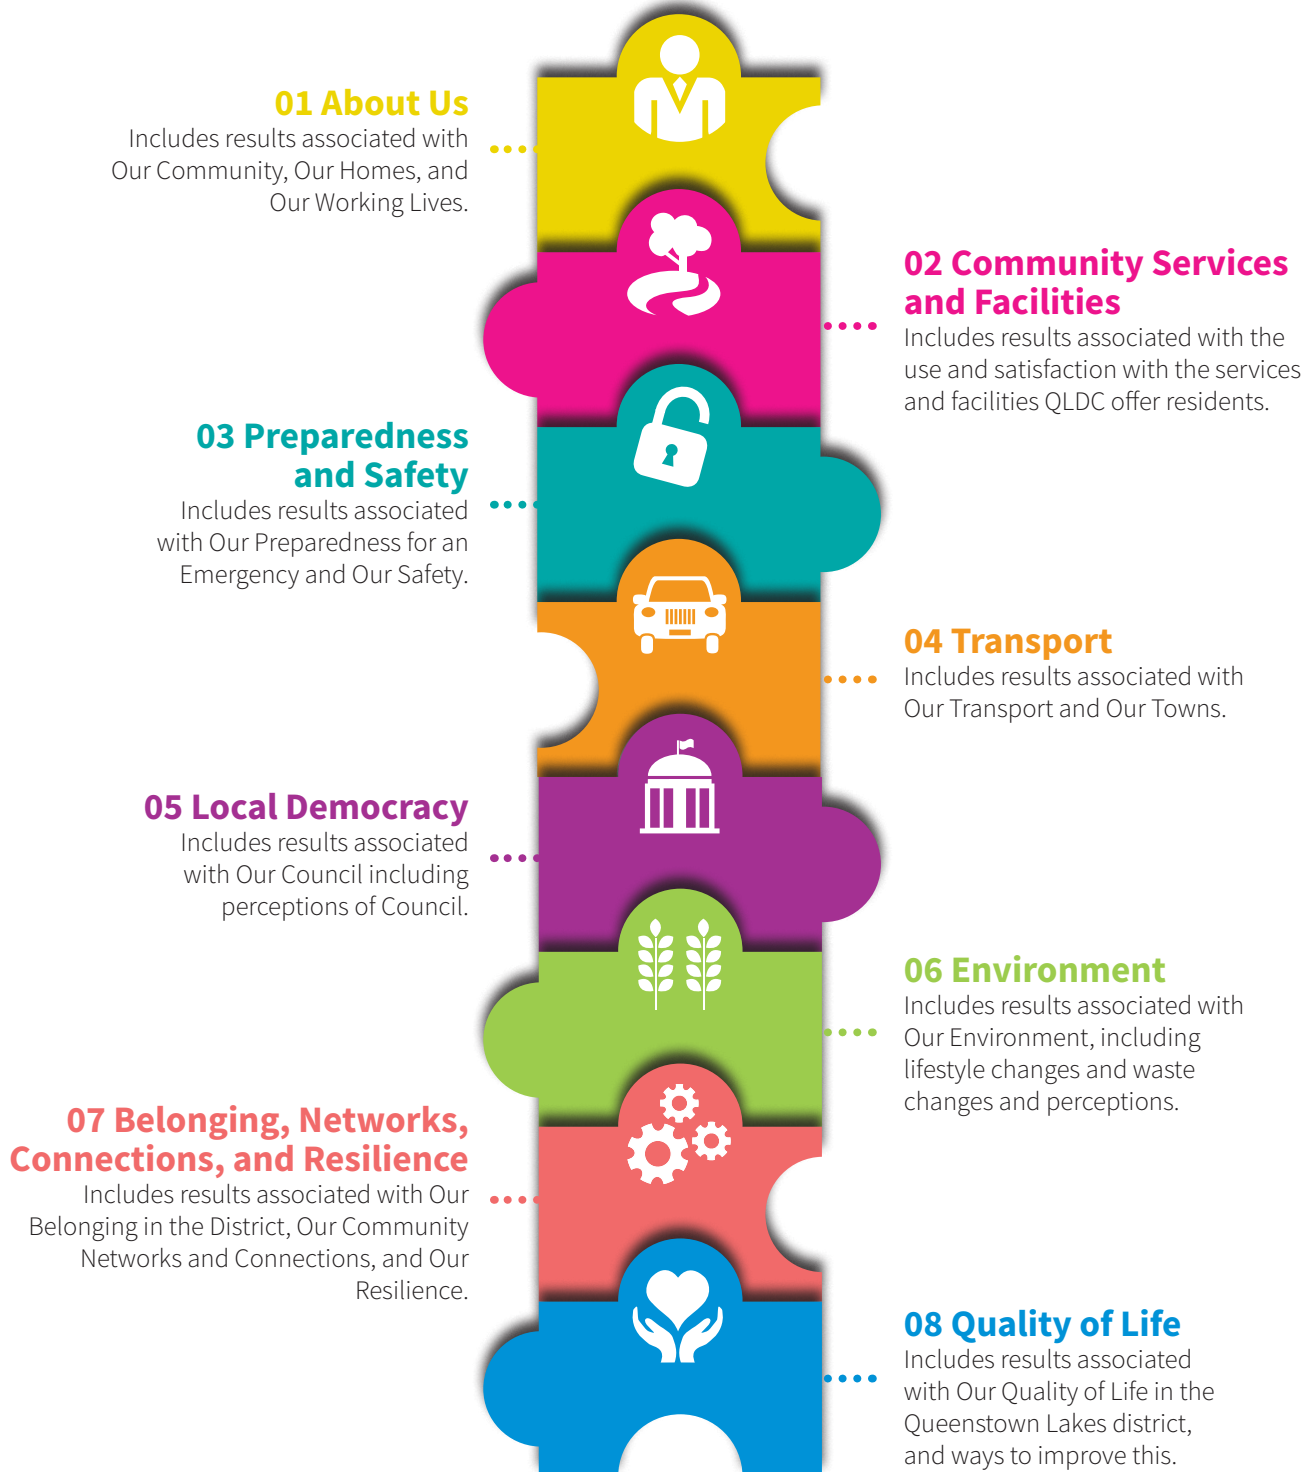 01 About Us
Includes results associated with
Our Community, Our Homes, and
Our Working Lives.
02 Community Services
and Facilities
Includes results associated with the
use and satisfaction with the services
and facilities QLDC offer residents.
03 Preparedness
and Safety
Includes results associated
with Our Preparedness for an
Emergency and Our Safety.
04 Transport
Includes results associated with
Our Transport and Our Towns.
05 Local Democracy
Includes results associated
with Our Council including
perceptions of Council.
06 Environment
Includes results associated with
Our Environment, including
lifestyle changes and waste
changes and perceptions.
07 Belonging, Networks,
Connections, and Resilience
Includes results associated with Our
Belonging in the District, Our Community
Networks and Connections, and Our
Resilience.
08 Quality of Life
Includes results associated
with Our Quality of Life in the
Queenstown Lakes district,
and ways to improve this.